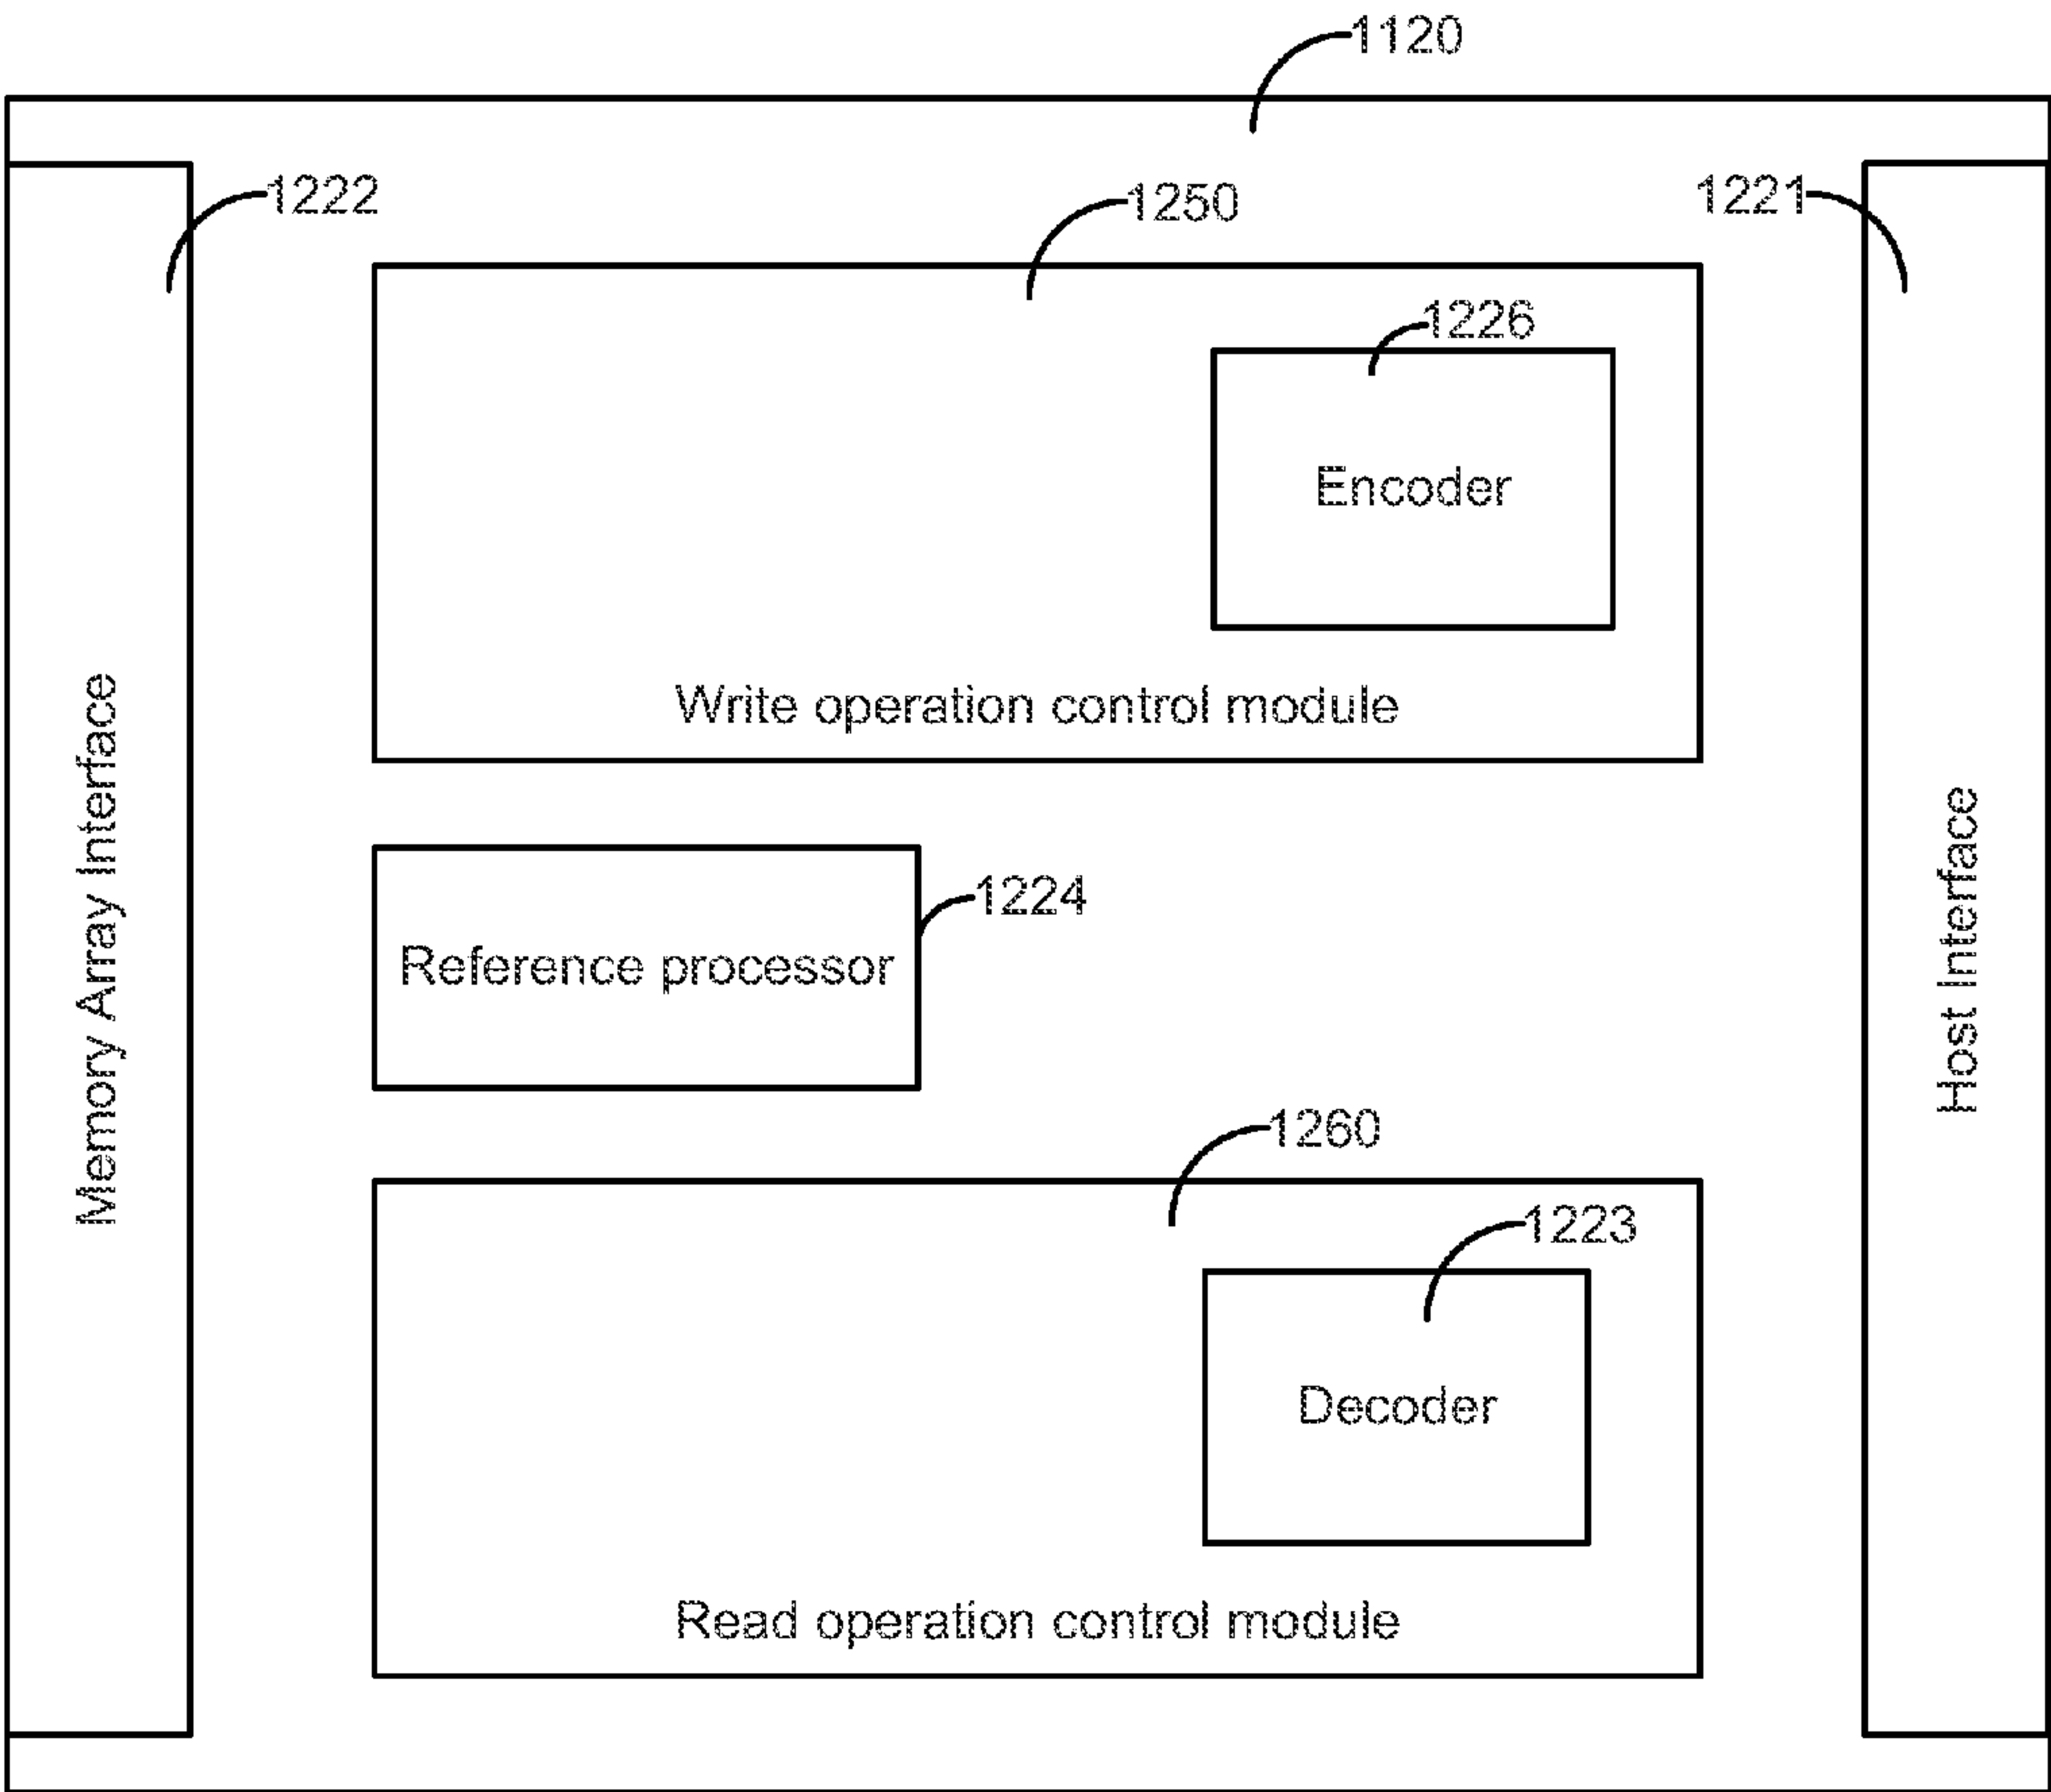 1120
1222
1250
1221
1226
Encoder
Write operation control module
Memory Array Interface
Host Interface
1224
Reference processor
1260
1223
Decoder
Read operation control module